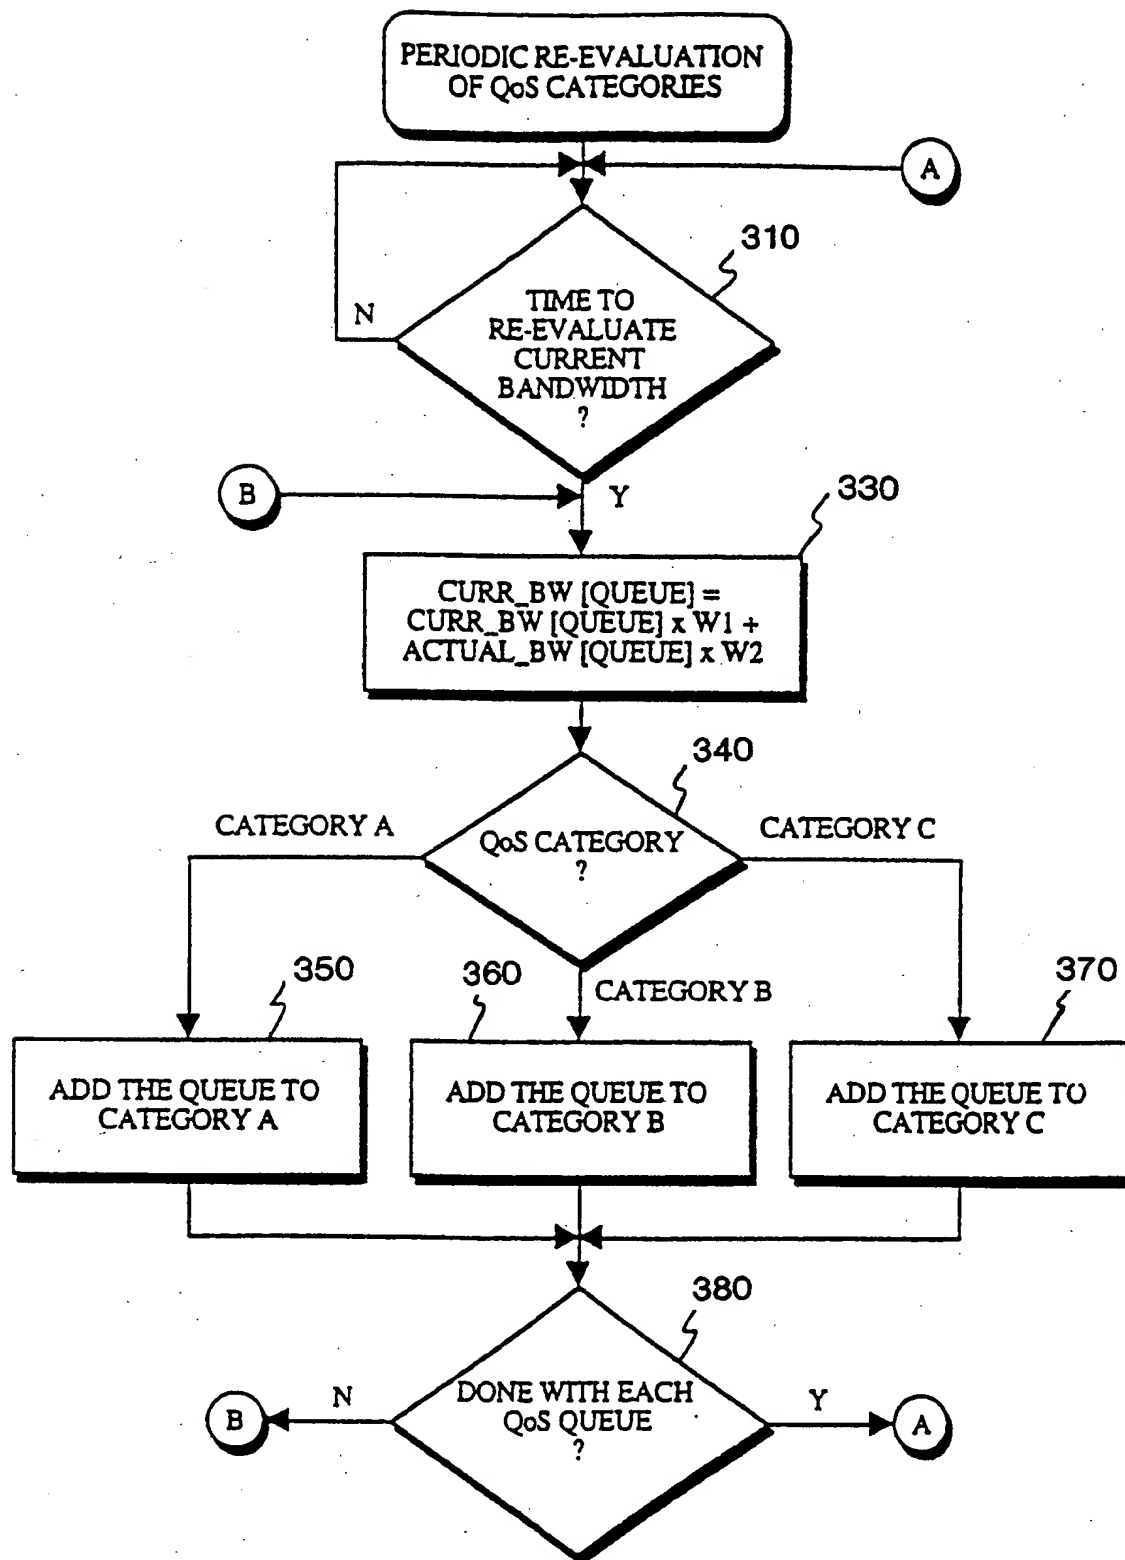 PERIODIC RE-EVALUATION
OF QoS CATEGORIES
A
310
N
TIME TO
RE-EVALUATE
CURRENT
BANDWIDTH
?
B
Y
330
CURR_BW [QUEUE] =
CURR_BW [QUEUE] x W1 +
ACTUAL_BW [QUEUE] x W2
340
CATEGORY A
QoS CATEGORY
?
CATEGORY C
350
360
CATEGORY B
370
ADD THE QUEUE TO
CATEGORY A
ADD THE QUEUE TO
CATEGORY B
ADD THE QUEUE TO
CATEGORY C
380
B
N
DONE WITH EACH
QoS QUEUE
?
Y
A